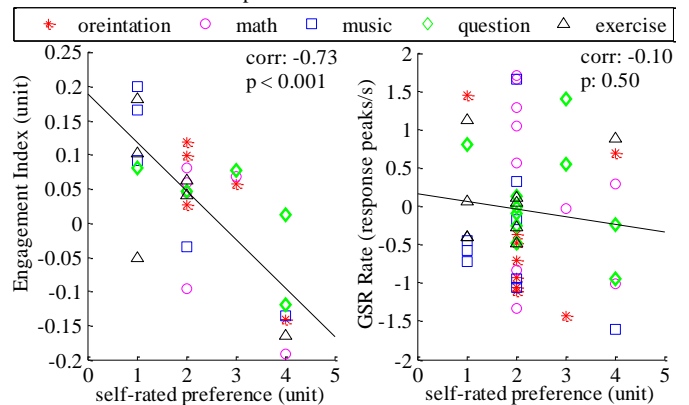 oreintation math music question exercise
corr: -0.73
p < 0.001
Engagement Index (unit)
0.25
0.2
0.15
0.1
0.05
0
-0.05
-0.1
-0.15
-0.2
0 1 2 3 4 5
self-rated preference (unit)
corr: -0.10
p: 0.50
GSR Rate (response peaks/s)
2
1.5
1
0.5
0
-0.5
-1
-1.5
-2
0 1 2 3 4 5
self-rated preference (unit)